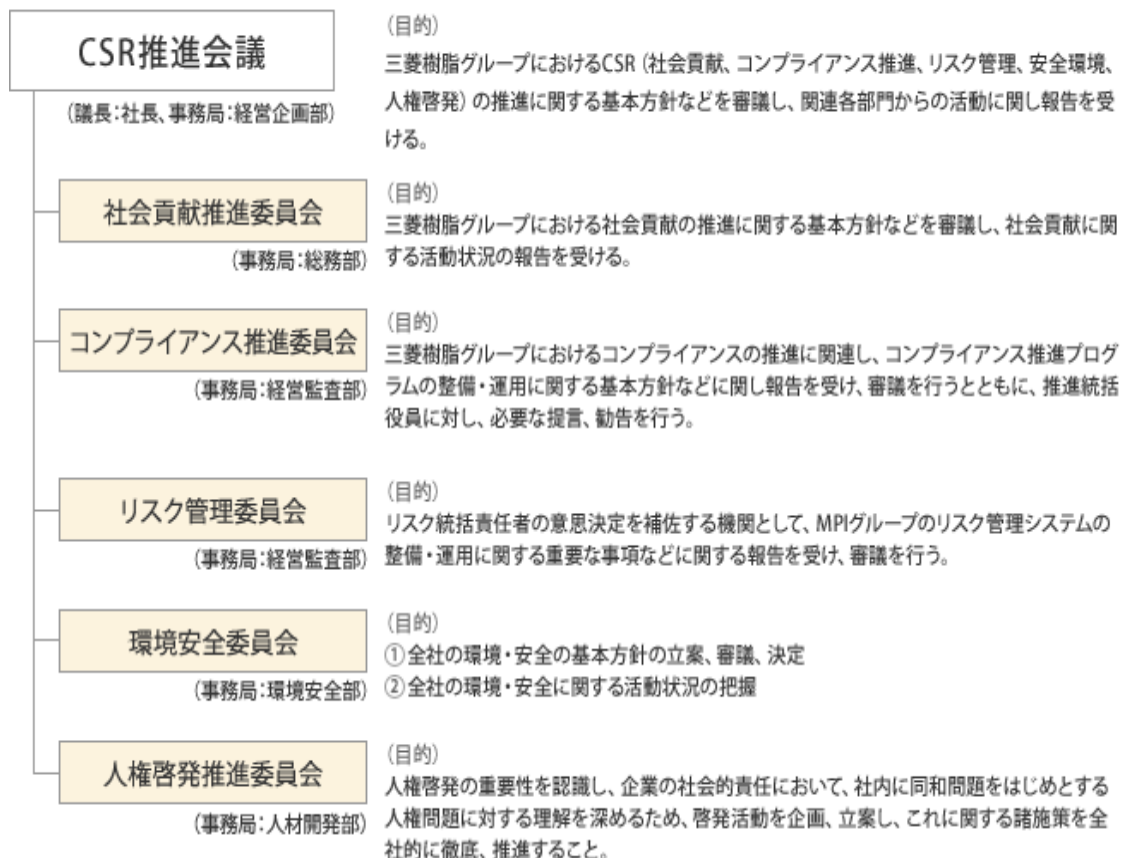 CSR推進会議
(議長:社長、事務局:経営企画部)
(目的)
三菱樹脂グループにおけるCSR(社会貢献、コンプライアンス推進、リスク管理、安全環境、
人権啓発)の推進に関する基本方針などを審議し、関連各部門からの活動に関し報告を受
ける。
社会貢献推進委員会
(事務局:総務部)
(目的)
三菱樹脂グループにおける社会貢献の推進に関する基本方針などを審議し、社会貢献に関
する活動状況の報告を受ける。
コンプライアンス推進委員会
(事務局:経営監査部)
(目的)
三菱樹脂グループにおけるコンプライアンスの推進に関連し、コンプライアンス推進プログ
ラムの整備・運用に関する基本方針などに関し報告を受け、審議を行うとともに、推進統括
役員に対し、必要な提言、勧告を行う。
リスク管理委員会
(事務局:経営監査部)
(目的)
リスク統括責任者の意思決定を補佐する機関として、MPIグループのリスク管理システムの
整備・運用に関する重要な事項などに関する報告を受け、審議を行う。
環境安全委員会
(事務局:環境安全部)
(目的)
①全社の環境・安全の基本方針の立案、審議、決定
②全社の環境・安全に関する活動状況の把握
人権啓発推進委員会
(事務局:人材開発部)
(目的)
人権啓発の重要性を認識し、企業の社会的責任において、社内に同和問題をはじめとする
人権問題に対する理解を深めるため、啓発活動を企画、立案し、これに関する諸施策を全
社的に徹底、推進すること。